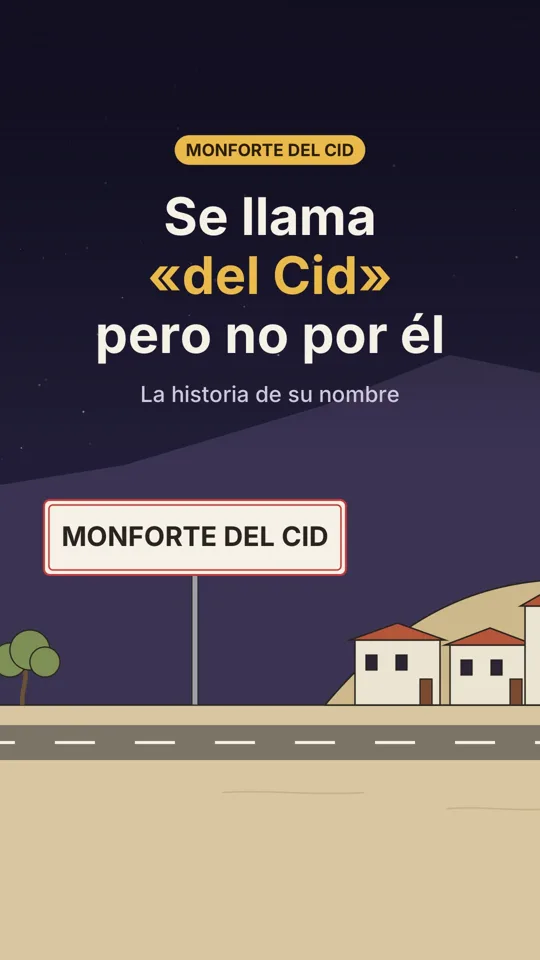 MONFORTE DEL CID
Se llama
«del Cid»
pero no por él
La historia de su nombre
MONFORTE DEL CID